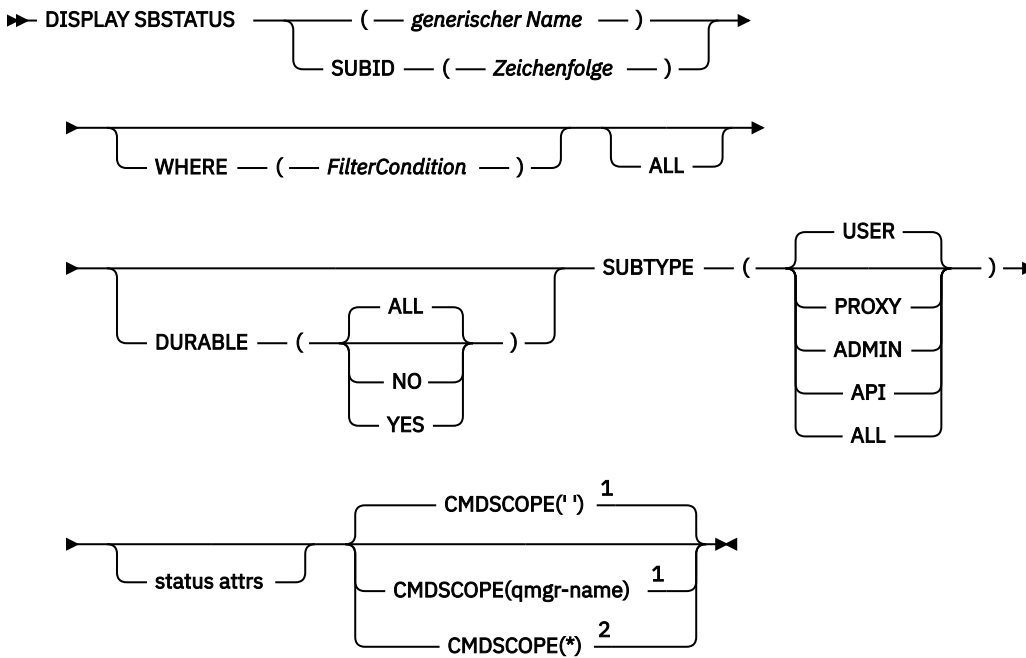 DISPLAY SBSTATUS ( generischer Name )
SUBID ( Zeichenfolge )
WHERE ( FilterCondition )
ALL
DURABLE ( ALL
NO
YES )
SUBTYPE ( USER
PROXY
ADMIN
API
ALL )
status attrs
CMDSCOPE(' ') 1
CMDSCOPE(qmgr-name) 1
CMDSCOPE(*) 2